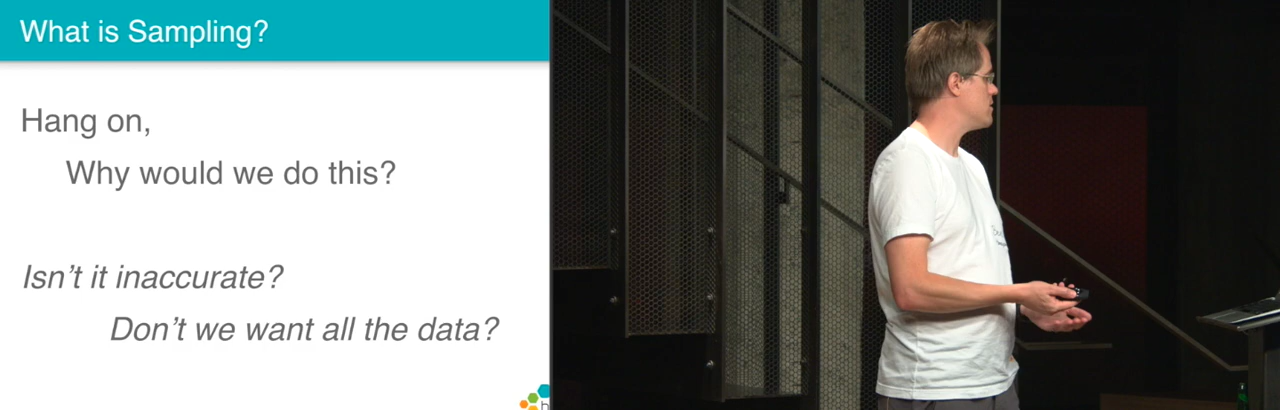 What is Sampling?
Hang on,
Why would we do this?
Isn't it inaccurate?
Don't we want all the data?
h